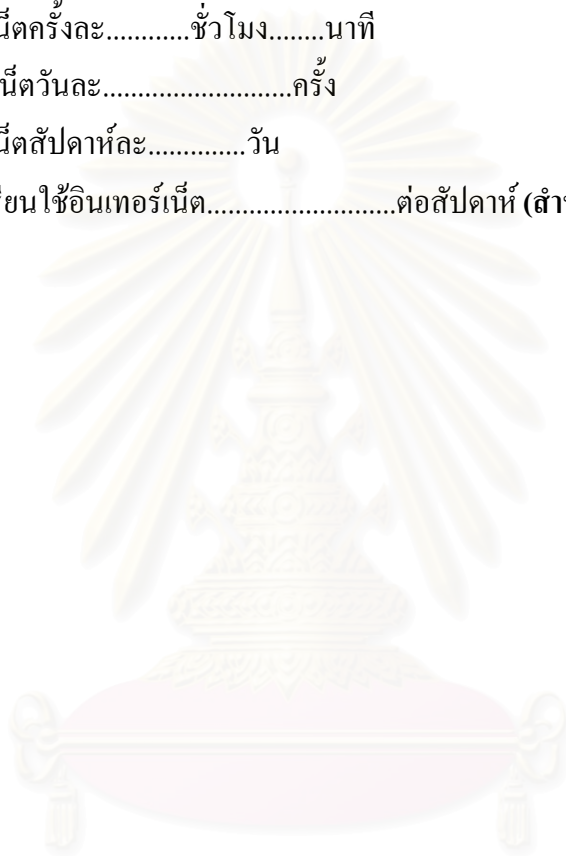 น็ตครั้งละ............ชั่วโมง........นาที
น็ตวันละ...........................ครั้ง
น็ตสัปดาห์ละ..............วัน
รียนใช้อินเทอร์เน็ต...........................ต่อสัปดาห์ (สำห